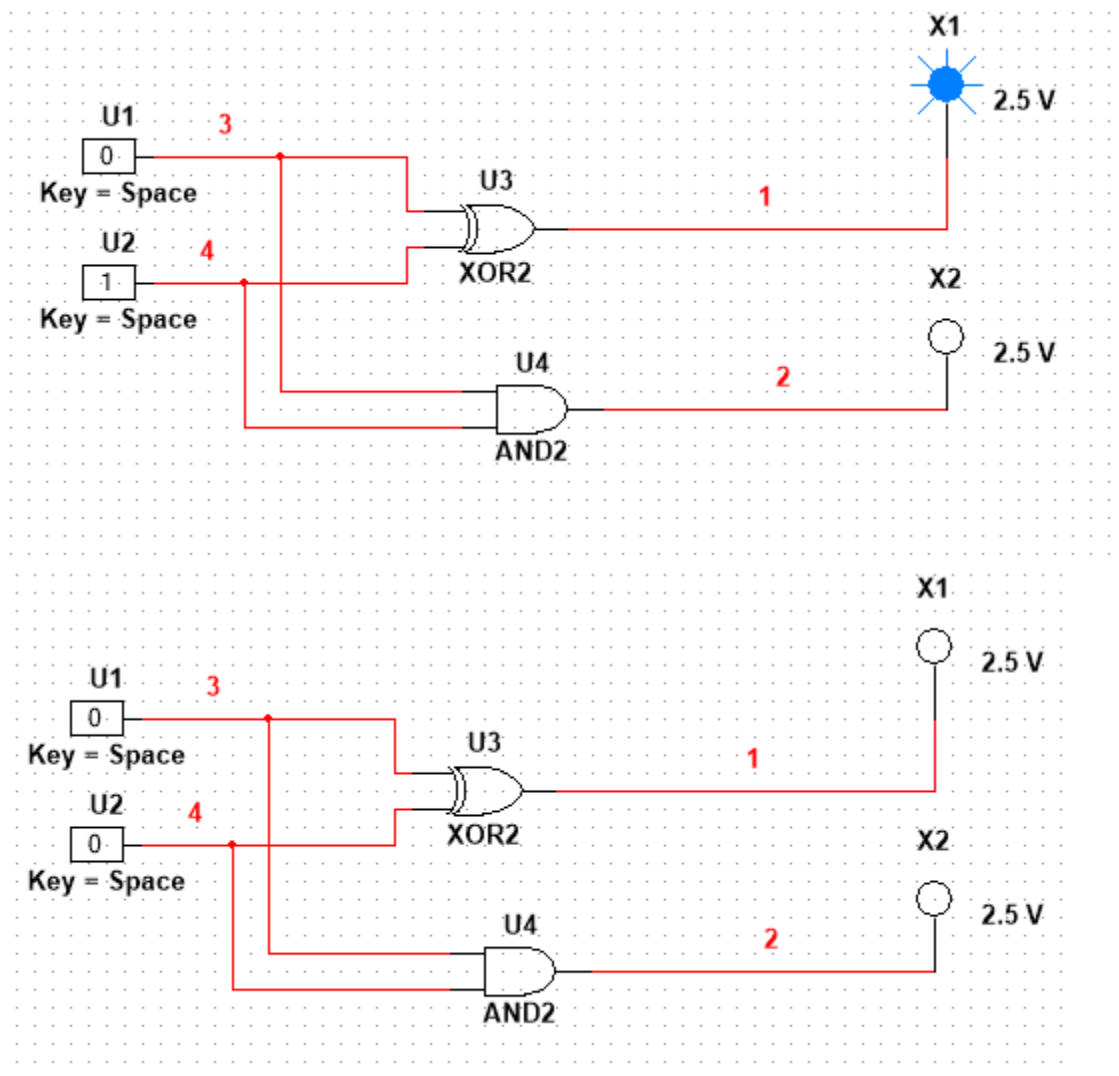 X1
2.5 V
U1
3
0
Key = Space
U3
1
U2
4
XOR2
1
Key = Space
X2
2.5 V
U4
2
AND2
X1
2.5 V
U1
3
0
Key = Space
U3
1
U2
4
XOR2
0
Key = Space
X2
2.5 V
U4
2
AND2